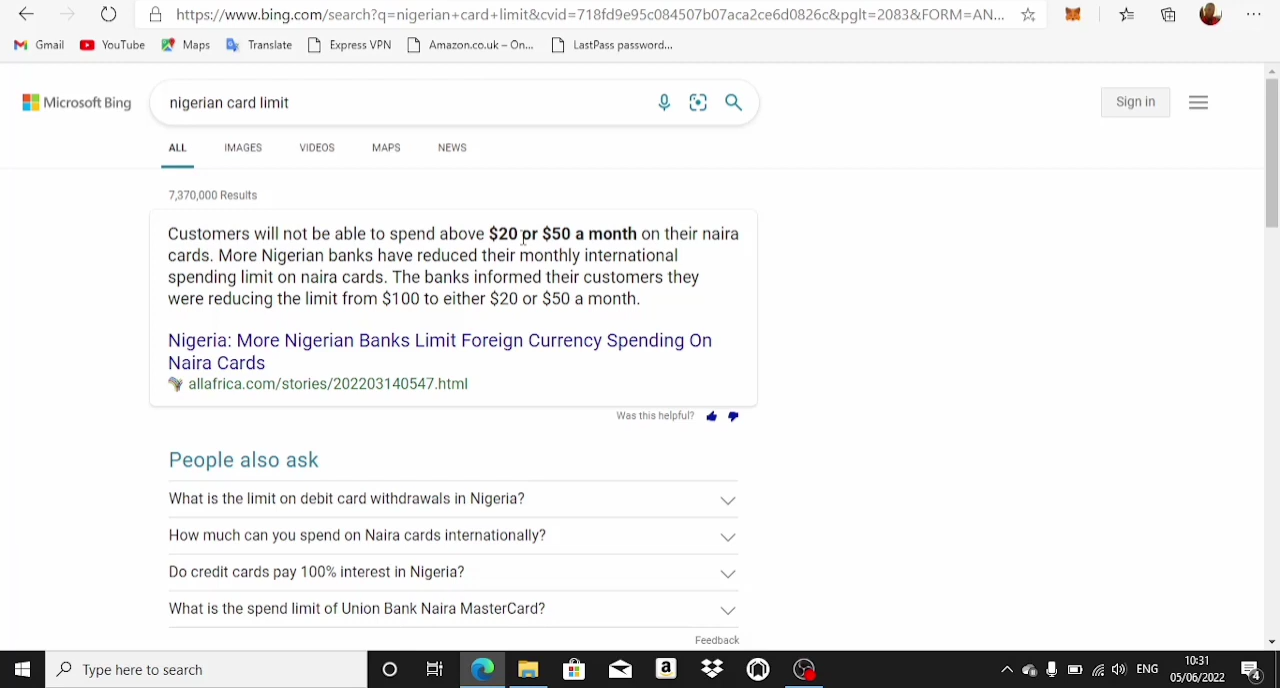 https://www.bing.com/search?q=nigerian+card+limit&cvid=718fd9e95c084507b07aca2ce6d0826c&pglt=2083&FORM=AN...
Gmail YouTube Maps Translate Express VPN Amazon.co.uk – On... LastPass password...
Microsoft Bing nigerian card limit Sign in
ALL IMAGES VIDEOS MAPS NEWS
7,370,000 Results
Customers will not be able to spend above $20 or $50 a month on their naira
cards. More Nigerian banks have reduced their monthly international
spending limit on naira cards. The banks informed their customers they
were reducing the limit from $100 to either $20 or $50 a month.
Nigeria: More Nigerian Banks Limit Foreign Currency Spending On
Naira Cards
allafrica.com/stories/202203140547.html
Was this helpful?
People also ask
What is the limit on debit card withdrawals in Nigeria?
How much can you spend on Naira cards internationally?
Do credit cards pay 100% interest in Nigeria?
What is the spend limit of Union Bank Naira MasterCard?
Feedback
Type here to search ENG 10:31
05/06/2022 4